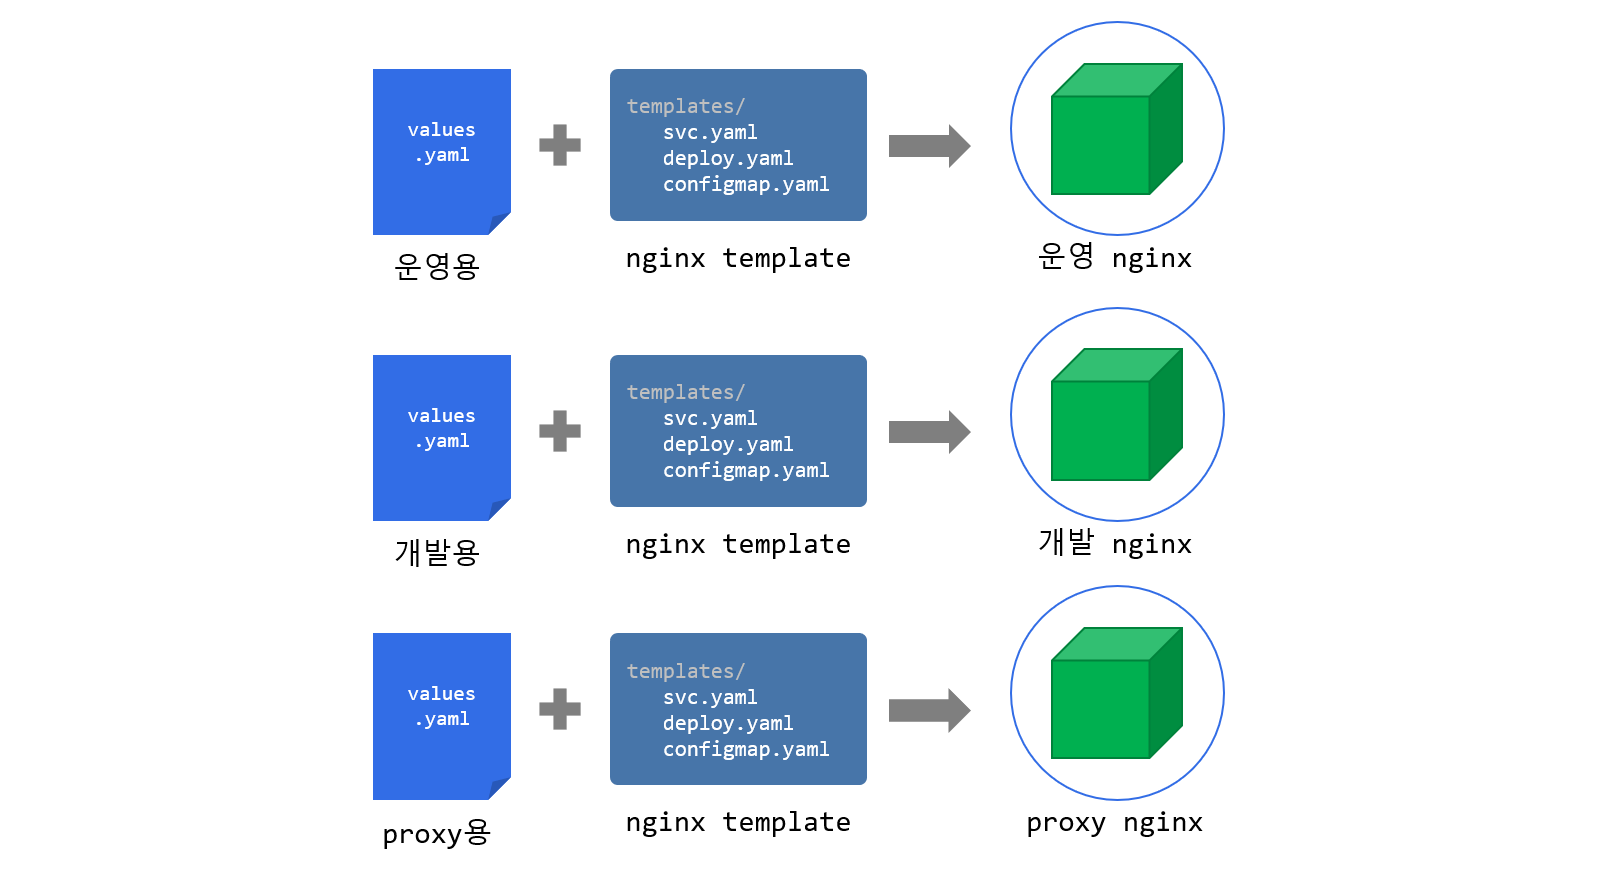 values
.yaml
templates/
svc.yaml
deploy.yaml
configmap.yaml
운영용
nginx template
운영 nginx
values
.yaml
templates/
svc.yaml
deploy.yaml
configmap.yaml
개발용
nginx template
개발 nginx
values
.yaml
templates/
svc.yaml
deploy.yaml
configmap.yaml
proxy용
nginx template
proxy nginx